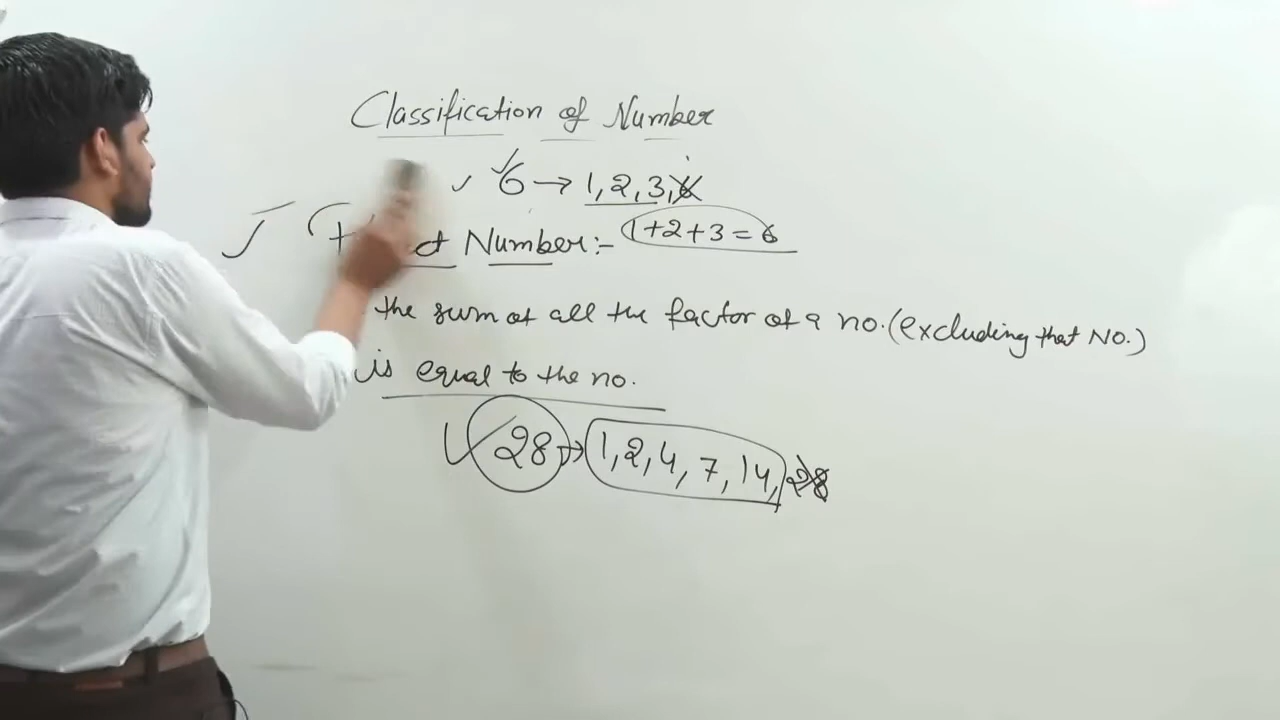 Classification of Number
6 → 1, 2, 3, 6
Number:- 1+2+3 = 6
the sum of all the factor of a no. (excluding that No.)
is equal to the no.
28 → 1, 2, 4, 7, 14, 28